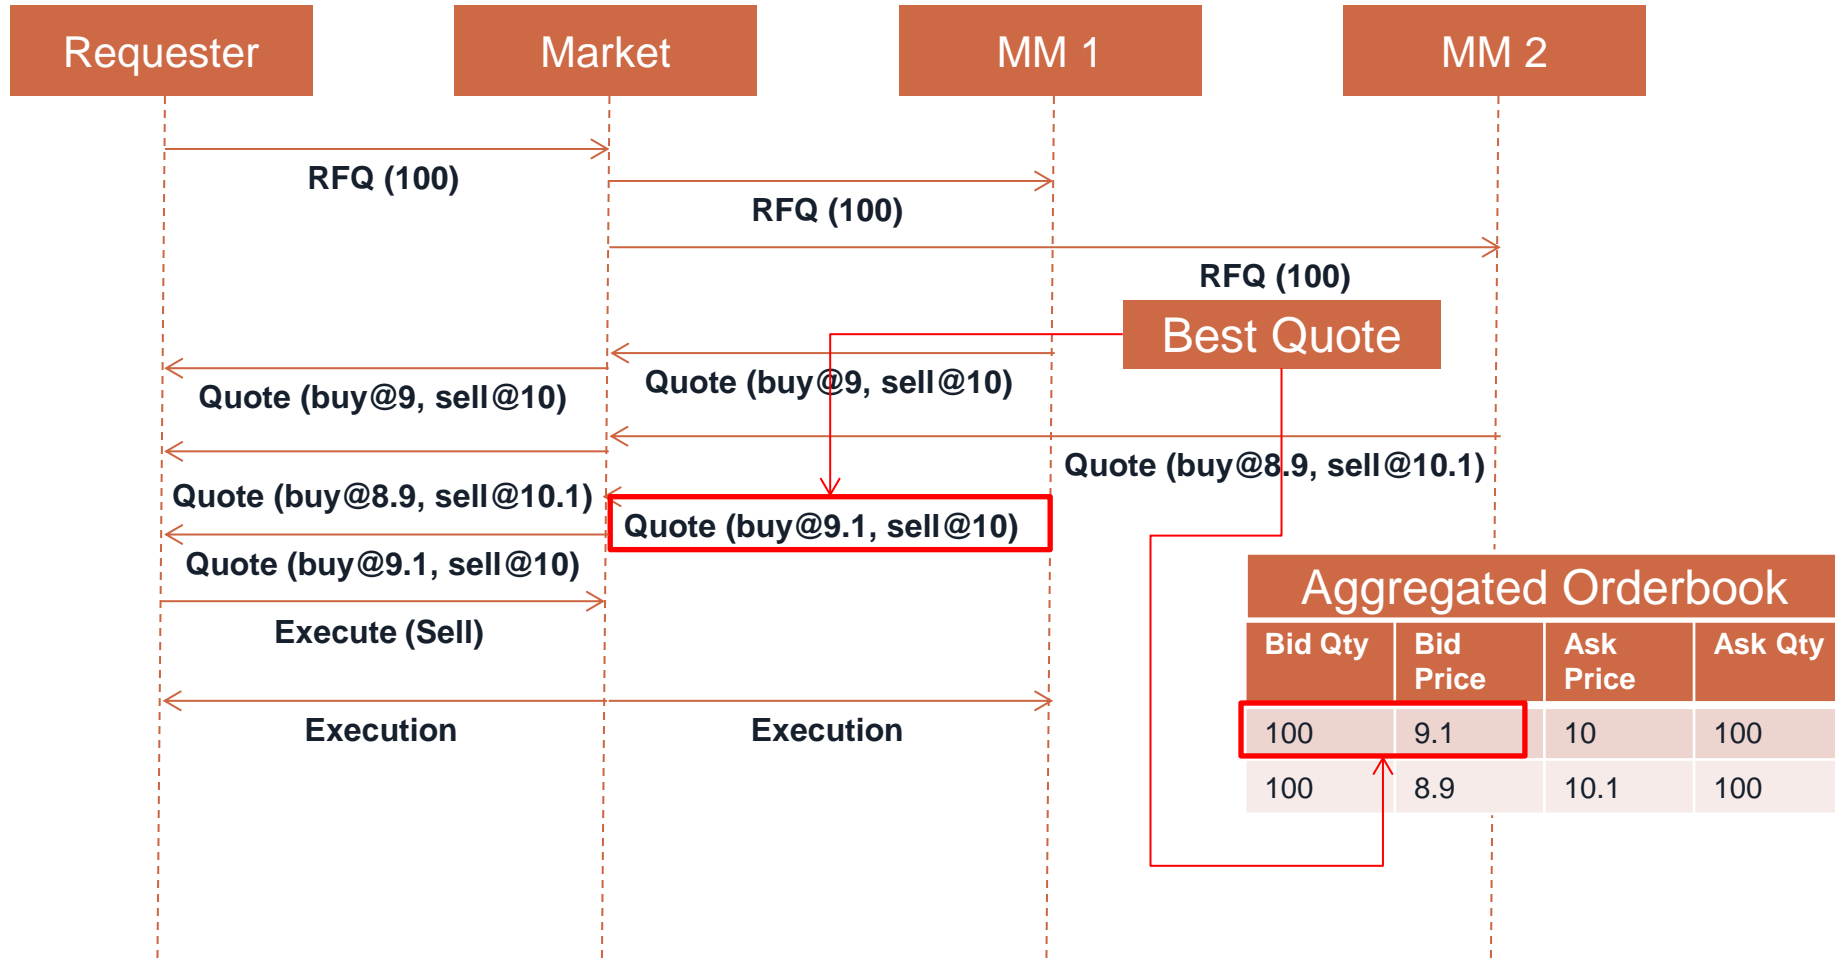 Requester
Market
MM 1
MM 2
RFQ (100)
RFQ (100)
RFQ (100)
Best Quote
Quote (buy@9, sell@10)
Quote (buy@9, sell@10)
Quote (buy@8.9, sell@10.1)
Quote (buy@8.9, sell@10.1)
Quote (buy@9.1, sell@10)
Quote (buy@9.1, sell@10)
Execute (Sell)
Execution
Execution
Aggregated Orderbook
Bid Qty Bid Price Ask Price Ask Qty
100 9.1 10 100
100 8.9 10.1 100